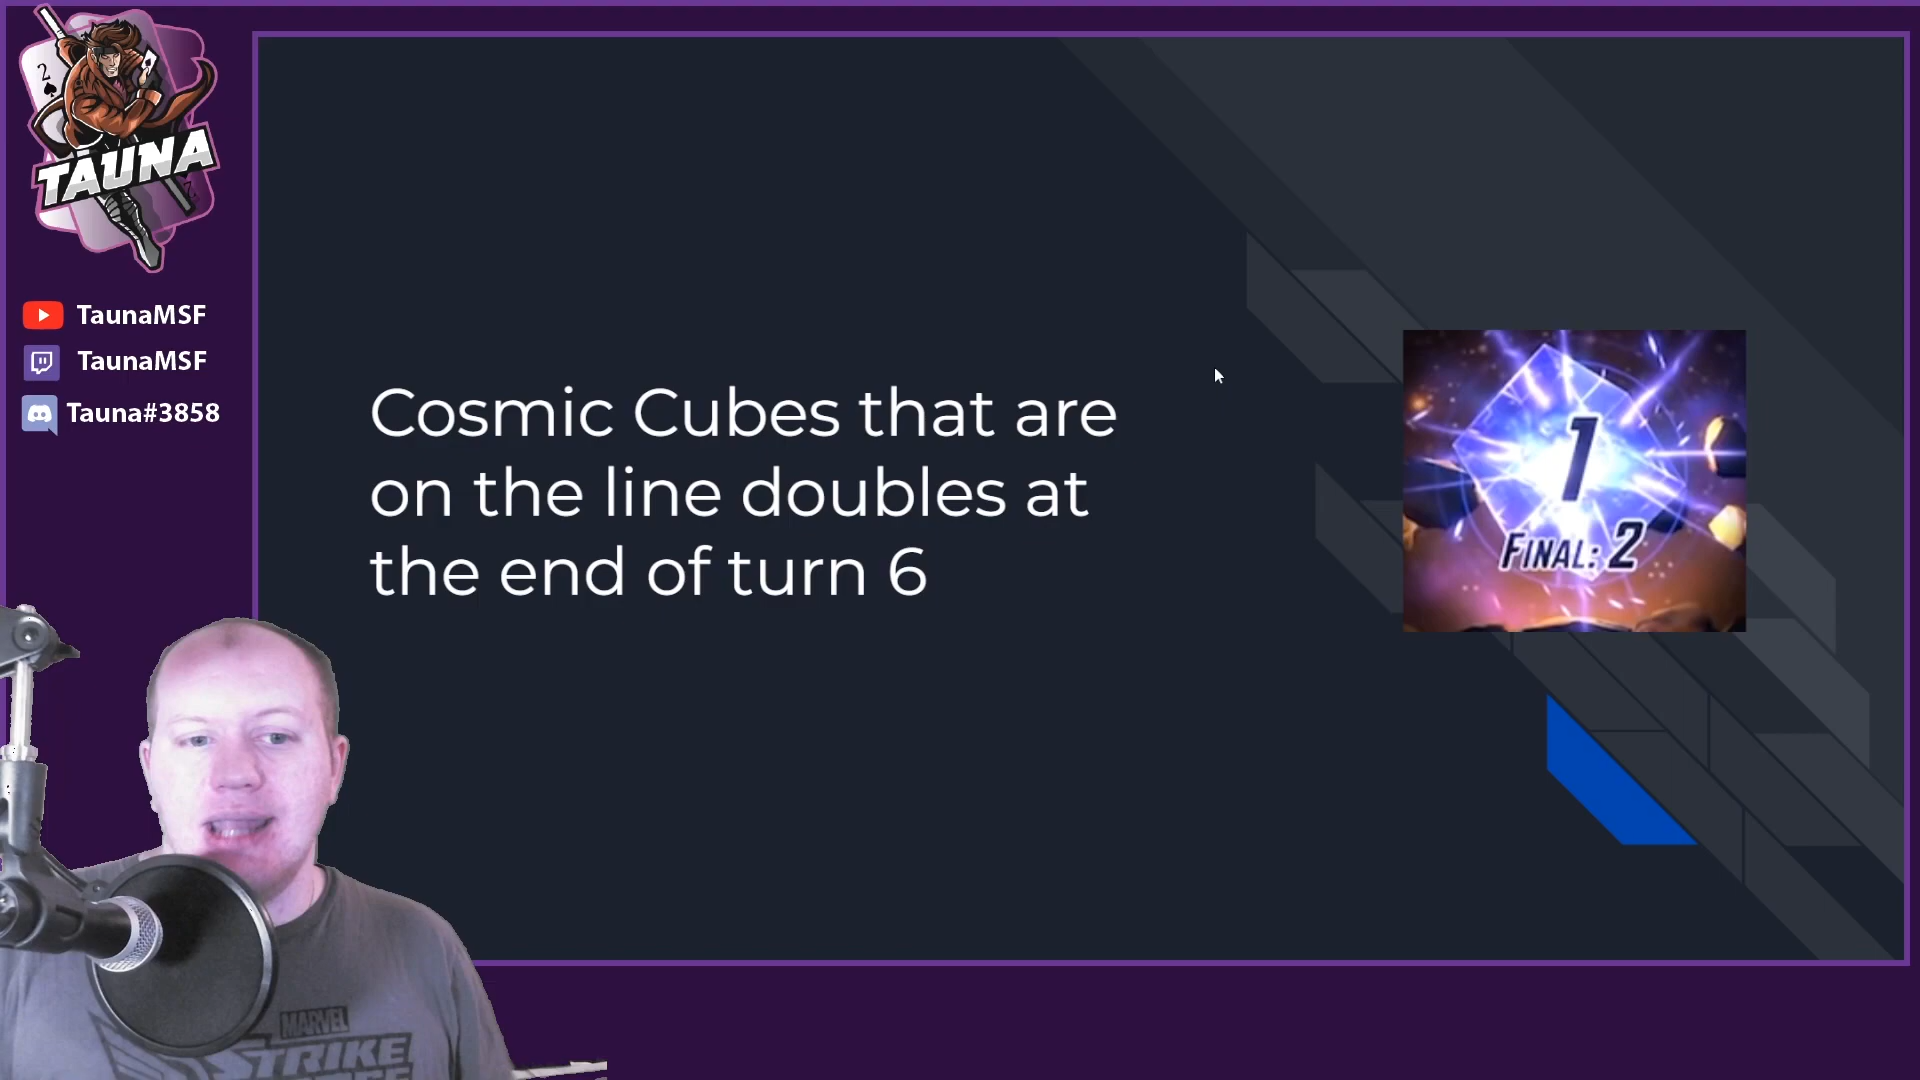 2
TAUNA
TaunaMSF
TaunaMSF
Tauna#3858
Cosmic Cubes that are
on the line doubles at
the end of turn 6
1
FINAL: 2
MARVEL
STRIKE